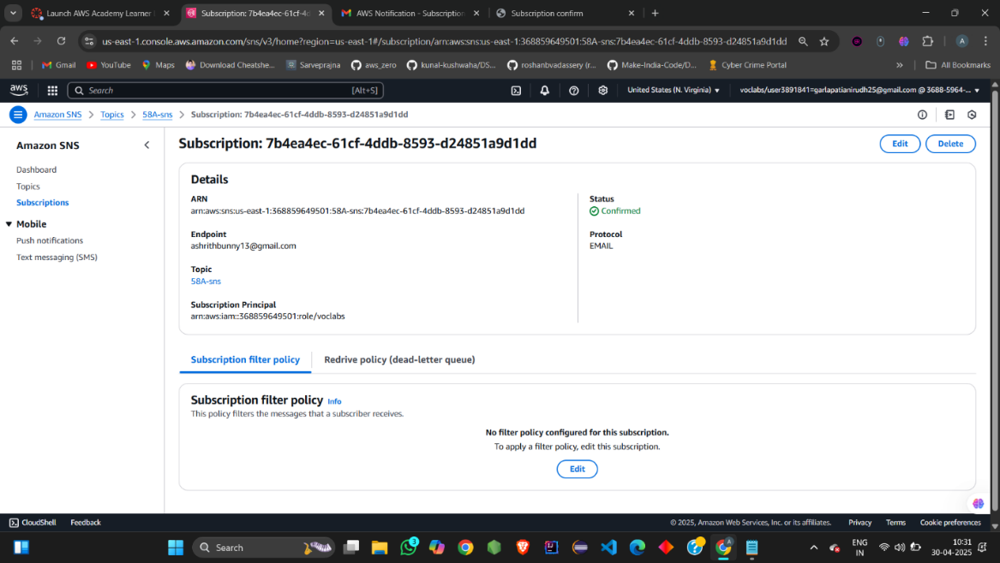 Launch AWS Academy Learner
Subscription: 7b4ea4ec-61cf-4d
AWS Notification - Subscription
Subscription confirm
us-east-1.console.aws.amazon.com/sns/v3/home?region=us-east-1#/subscription/arn:aws:sns:us-east-1:368859649501:58A-sns:7b4ea4ec-61cf-4ddb-8593-d24851a9d1dd
A
Gmail
YouTube
Maps
Download Cheatshe...
Sarveprajna
aws_zero
kunal-kushwaha/DS...
roshanbvadassery (r...
Make-India-Code/D...
Cyber Crime Portal
All Bookmarks
aws
Search
[Alt+S]
United States (N. Virginia)
voclabs/user3891841=garlapatianirudh25@gmail.com @ 3688-5964-...
Amazon SNS
Topics
58A-sns
Subscription: 7b4ea4ec-61cf-4ddb-8593-d24851a9d1dd
Amazon SNS
Dashboard
Topics
Subscriptions
Mobile
Push notifications
Text messaging (SMS)
Subscription: 7b4ea4ec-61cf-4ddb-8593-d24851a9d1dd
Edit
Delete
Details
ARN
arn:aws:sns:us-east-1:368859649501:58A-sns:7b4ea4ec-61cf-4ddb-8593-d24851a9d1dd
Endpoint
ashrithbunny13@gmail.com
Topic
58A-sns
Subscription Principal
arn:aws:iam::368859649501:role/voclabs
Status
Confirmed
Protocol
EMAIL
Subscription filter policy
Redrive policy (dead-letter queue)
Subscription filter policy Info
This policy filters the messages that a subscriber receives.
No filter policy configured for this subscription.
To apply a filter policy, edit this subscription.
Edit
CloudShell
Feedback
© 2025, Amazon Web Services, Inc. or its affiliates.
Privacy
Terms
Cookie preferences
Search
3
ENG
IN
10:31
30-04-2025